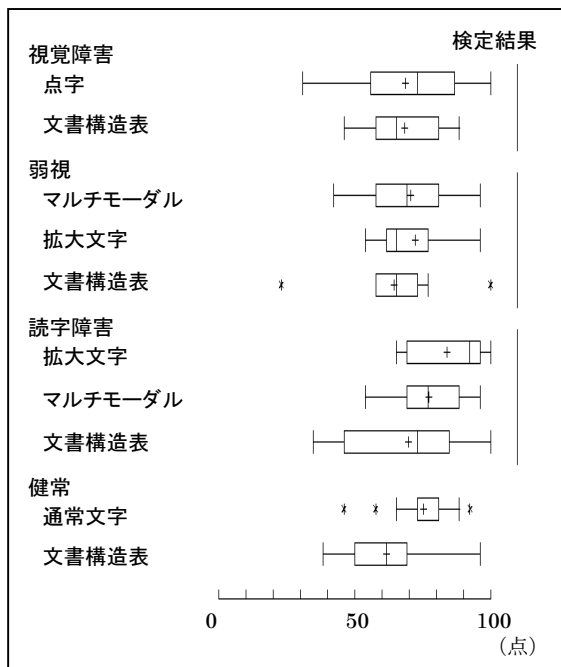 検定結果
視覚障害
点字
文書構造表
弱視
マルチモーダル
拡大文字
文書構造表
読字障害
拡大文字
マルチモーダル
文書構造表
健常
通常文字
文書構造表
0 50 100
(点)